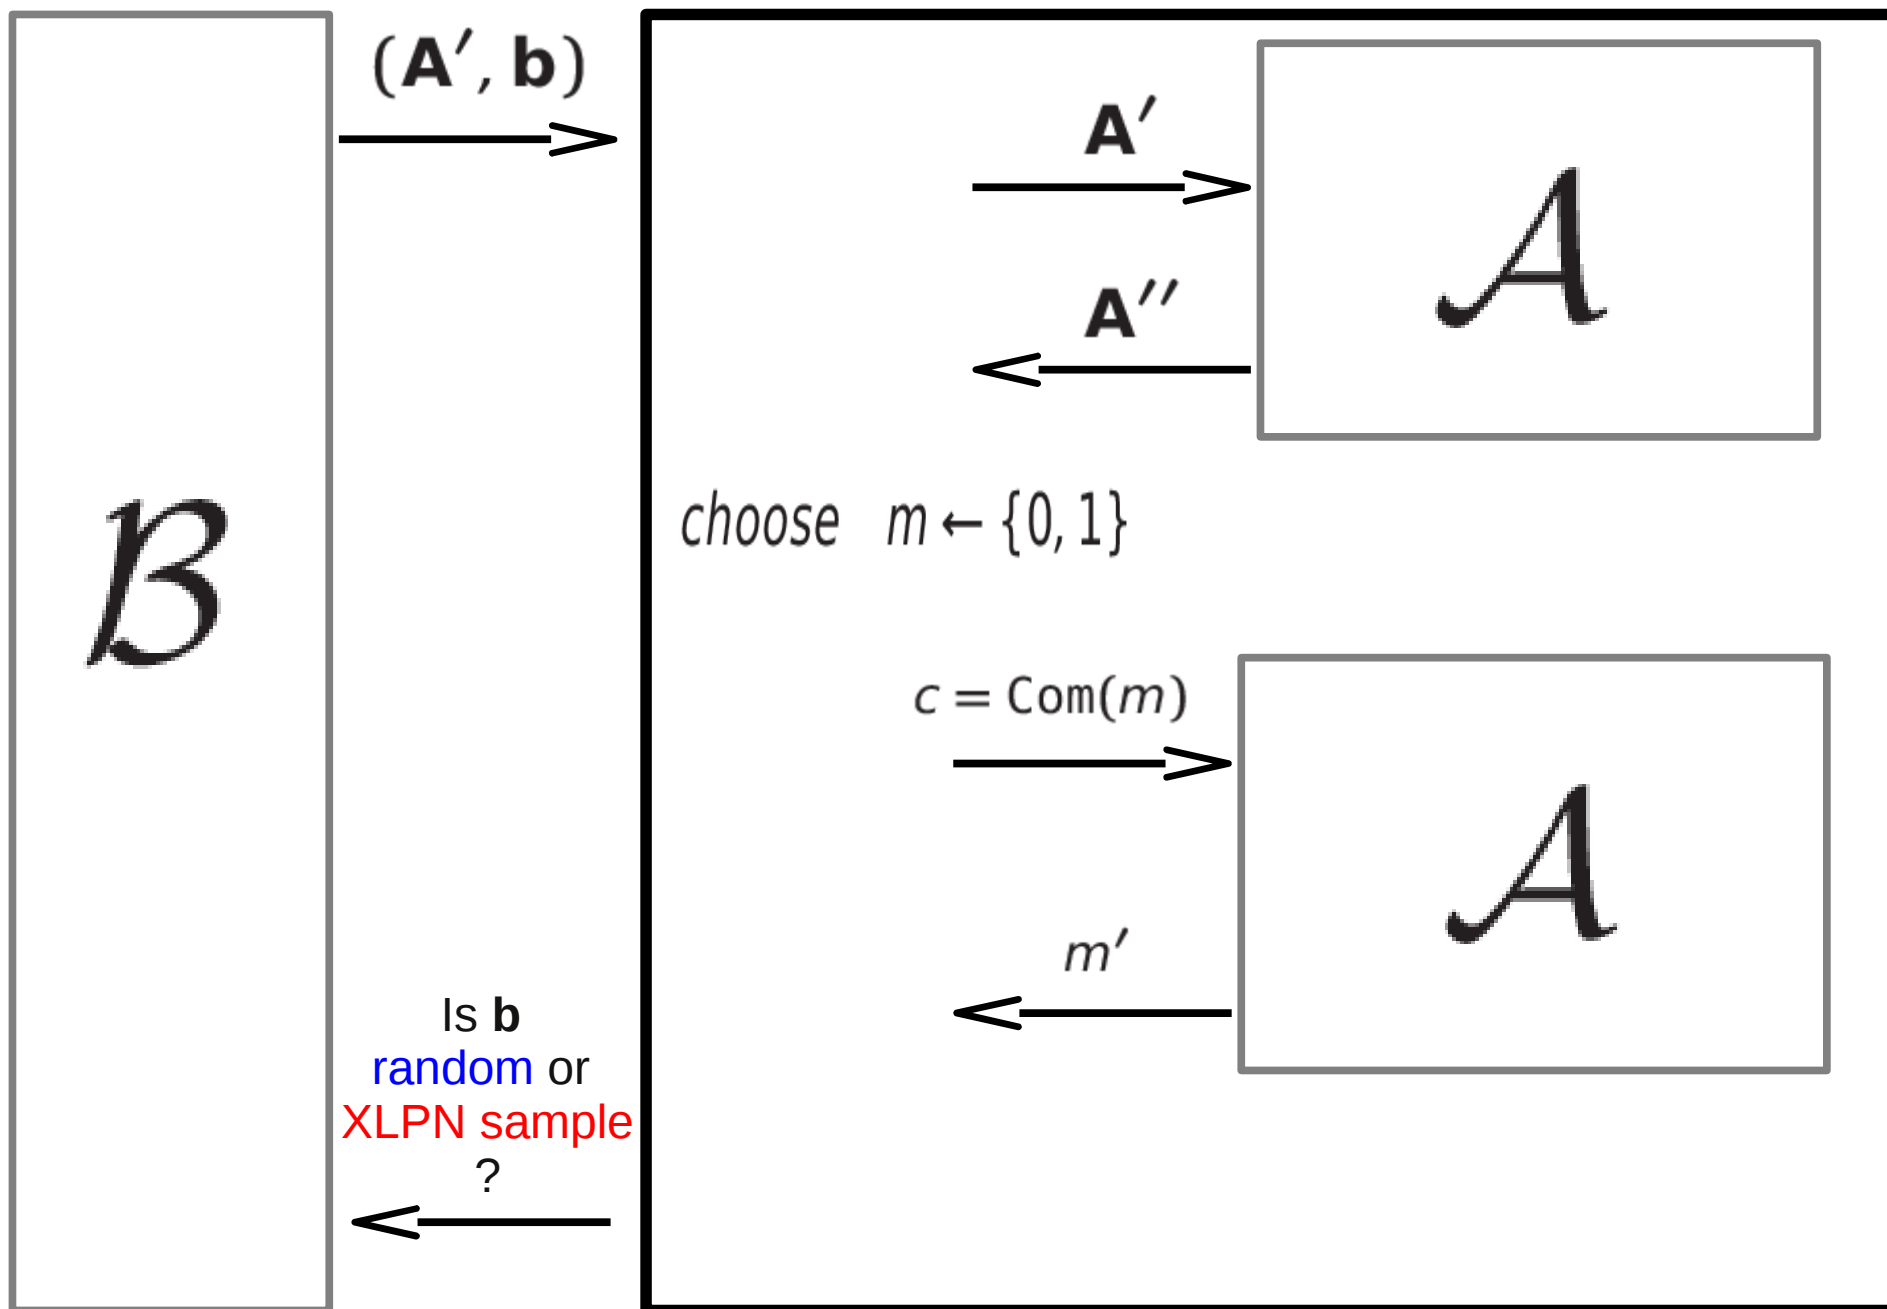 (A′, b)
A′
𝒜
A′′
choose m ← {0, 1}
ℬ
c = Com(m)
𝒜
m′
Is b
random or
XLPN sample
?